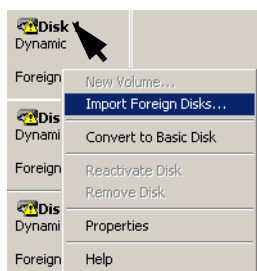 Disk
Dynamic
Foreign
New Volume...
Import Foreign Disks...
Dis
Dynami
Convert to Basic Disk
Foreign
Reactivate Disk
Remove Disk
Dis
Dynami
Properties
Foreign
Help